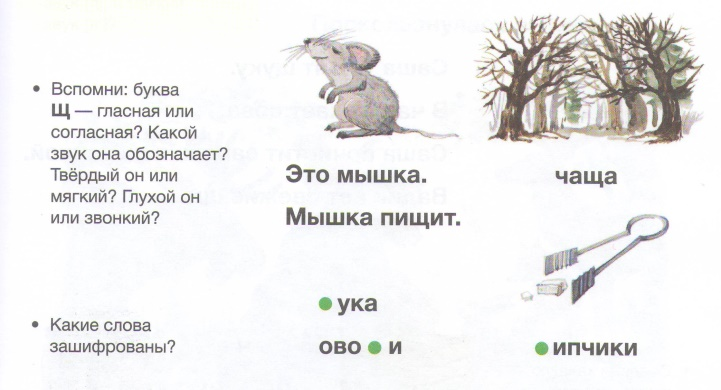 • Вспомни: буква
Щ — гласная или
согласная? Какой
звук она обозначает?
Твёрдый он или
мягкий? Глухой он
или звонкий?
Это мышка.
Мышка пищит.
чаща
• Какие слова
зашифрованы?
●ука
ово●и
●ипчики